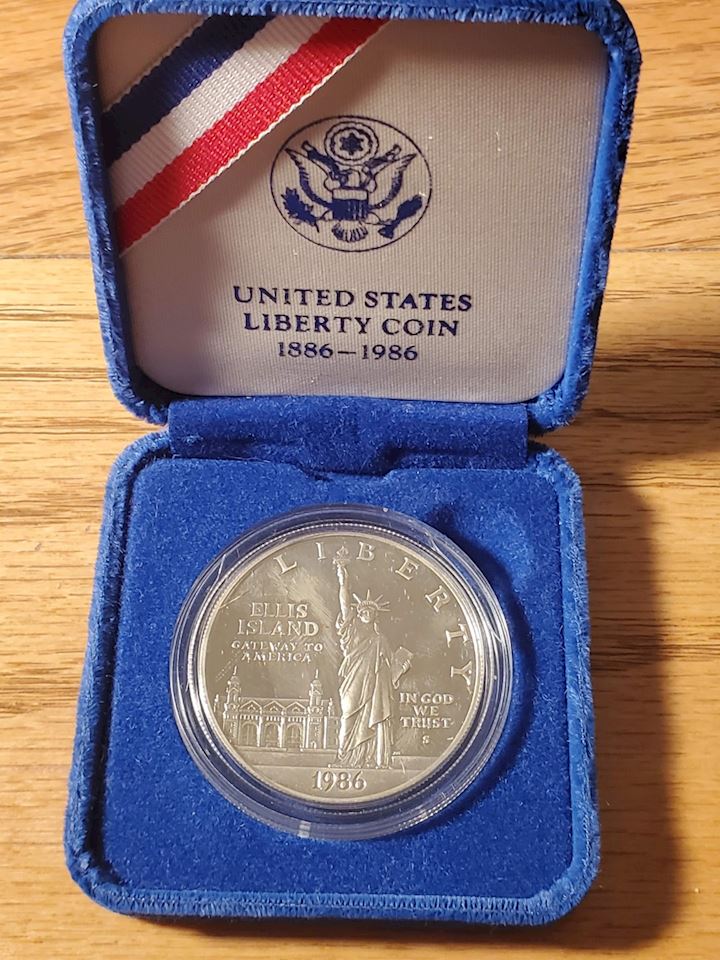 UNITED STATES
LIBERTY COIN
1886-1986
LIBERTY
ELLIS
ISLAND
GATEWAY TO
AMERICA
IN GOD
WE
TRUST
S
1986